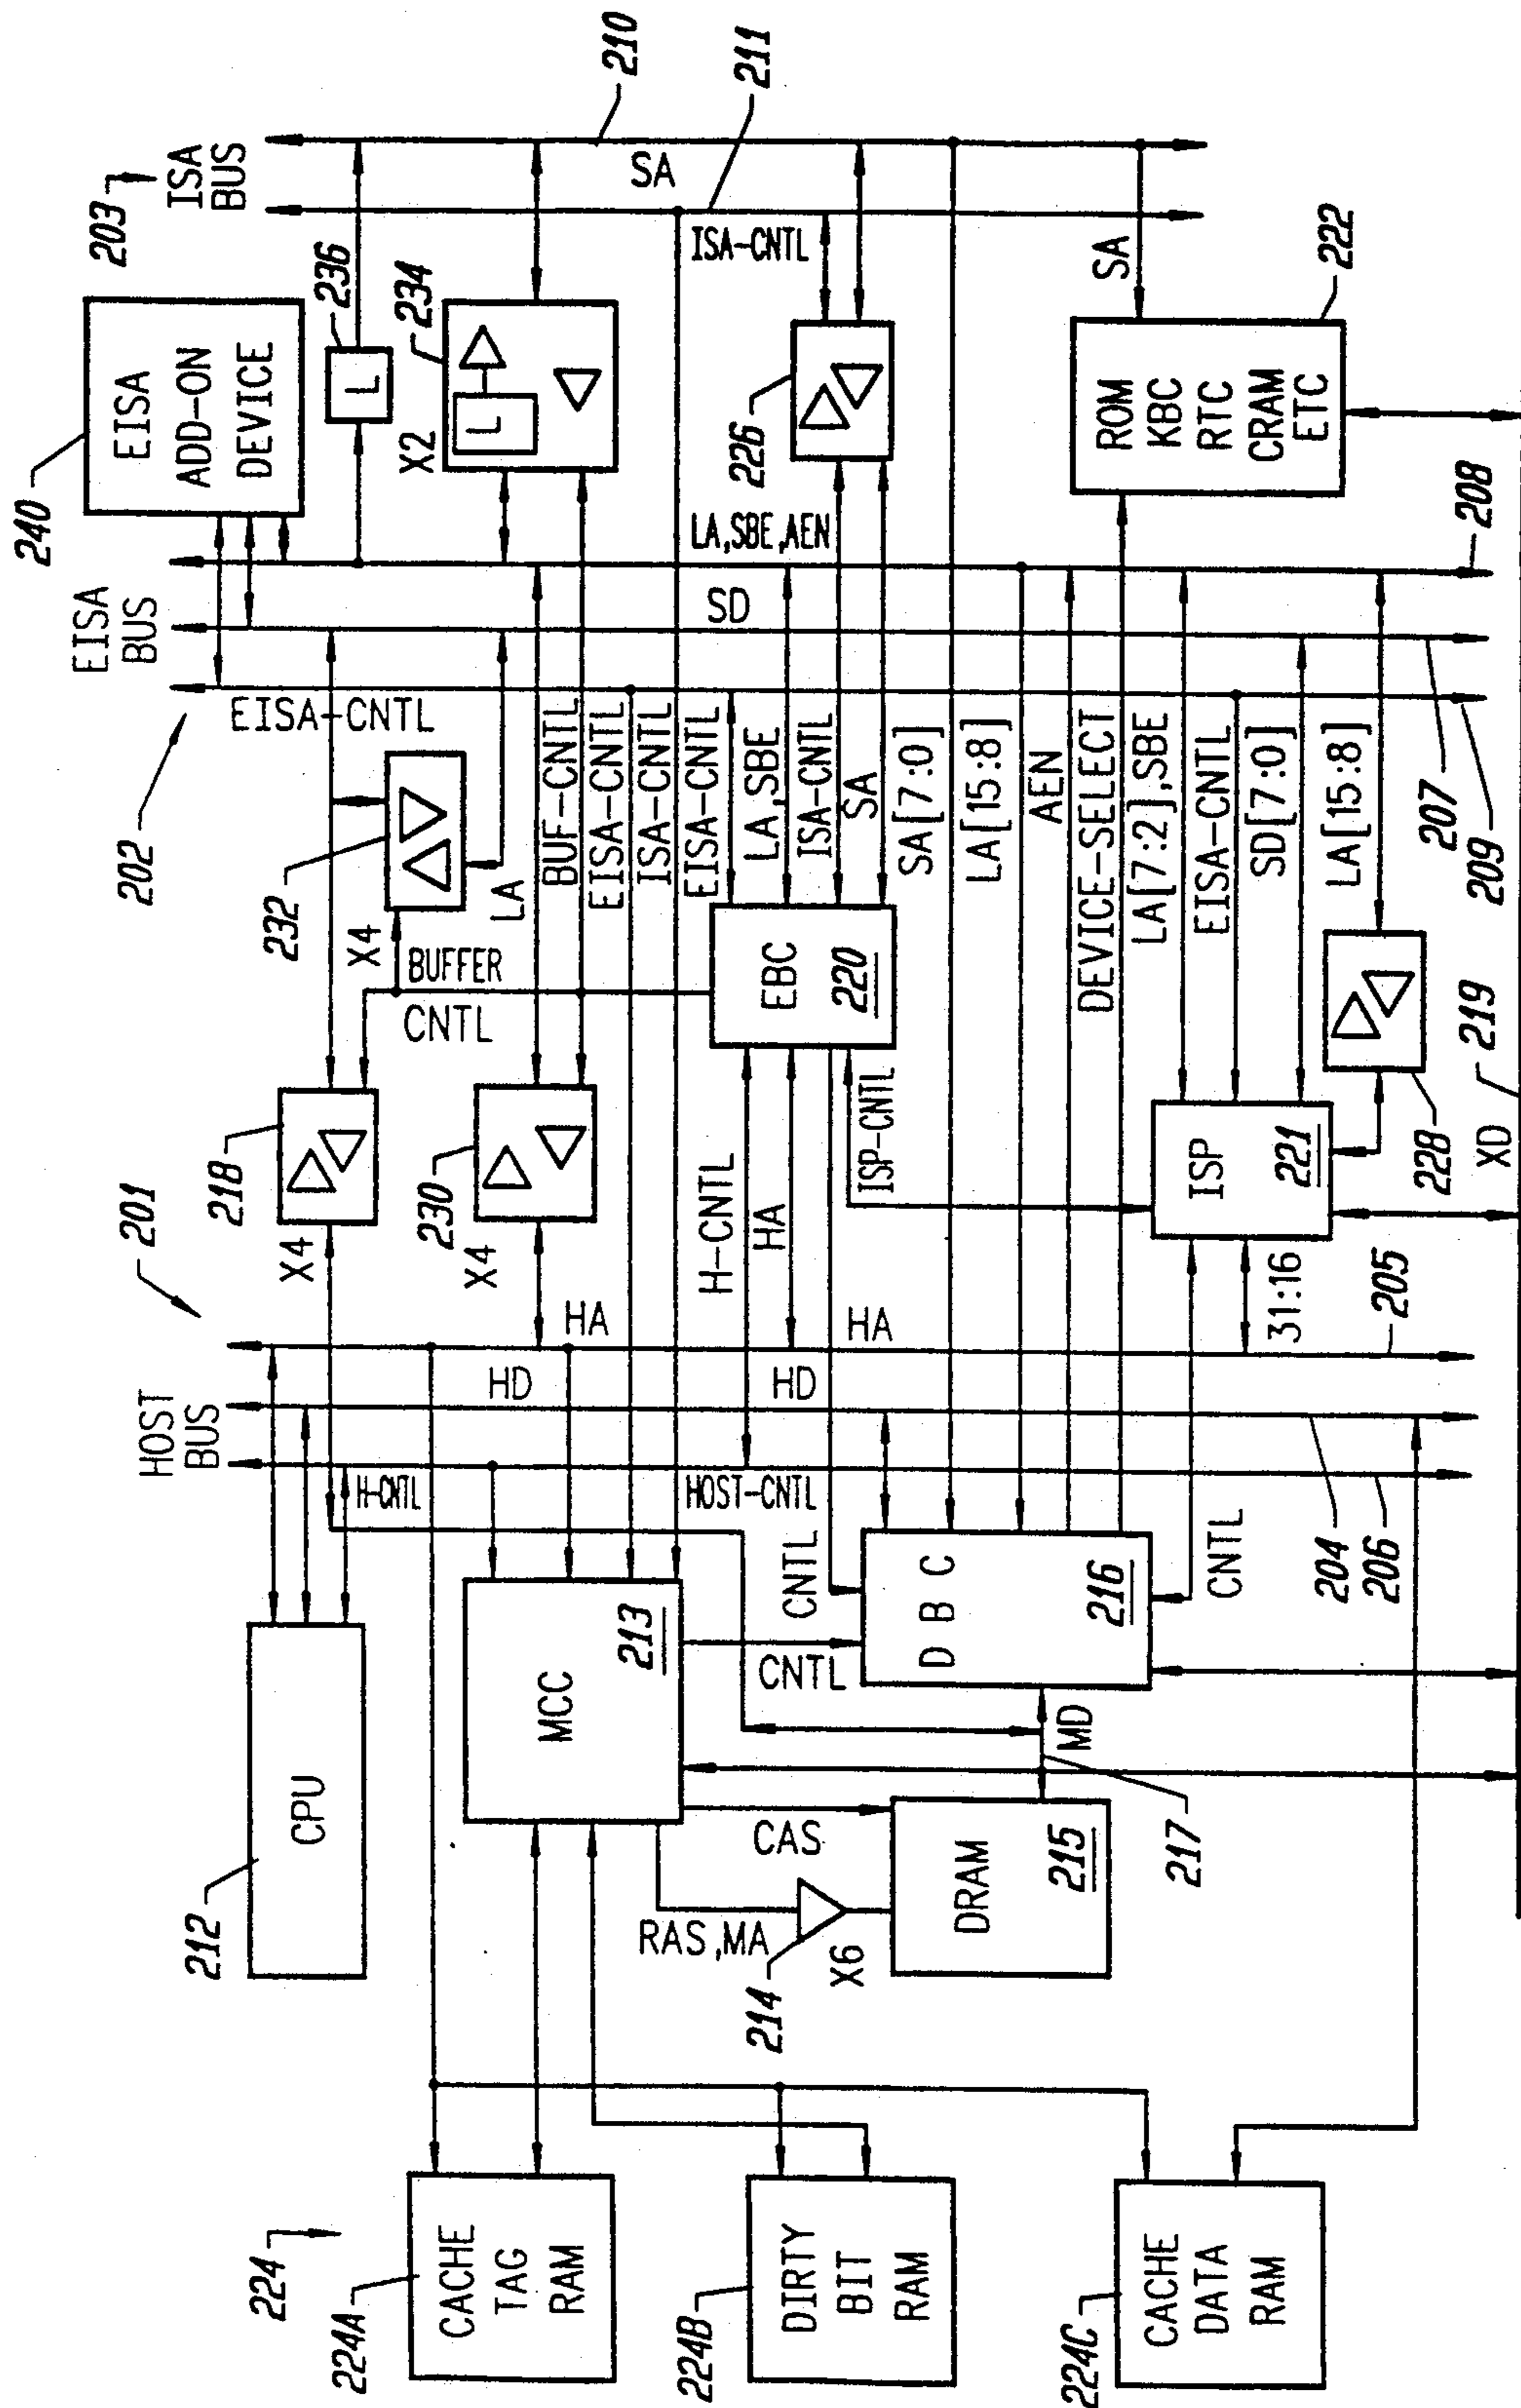 224
224A
CACHE
TAG
RAM
224B
DIRTY
BIT
RAM
224C
CACHE
DATA
RAM
212
CPU
MCC
213
RAS,MA
CAS
214
X6
DRAM
215
217
MD
CNTL
CNTL
D B C
216
CNTL
HOST
BUS
201
H-CNTL
HD
HA
HOST-CNTL
HD
HA
204
206
205
31:16
218
X4
230
X4
H-CNTL
HA
ISP-CNTL
ISP
221
228
XD
219
232
X4
BUFFER
CNTL
EBC
220
202
EISA
BUS
EISA-CNTL
LA
BUF-CNTL
EISA-CNTL
ISA-CNTL
EISA-CNTL
LA,SBE
ISA-CNTL
SA
SA[7:0]
LA[15:8]
AEN
DEVICE-SELECT
LA[7:2],SBE
EISA-CNTL
SD[7:0]
LA[15:8]
SD
LA,SBE,AEN
207
209
208
240
EISA
ADD-ON
DEVICE
236
L
234
L
X2
226
203
ISA
BUS
SA
ISA-CNTL
210
211
SA
ROM
KBC
RTC
CRAM
ETC
222